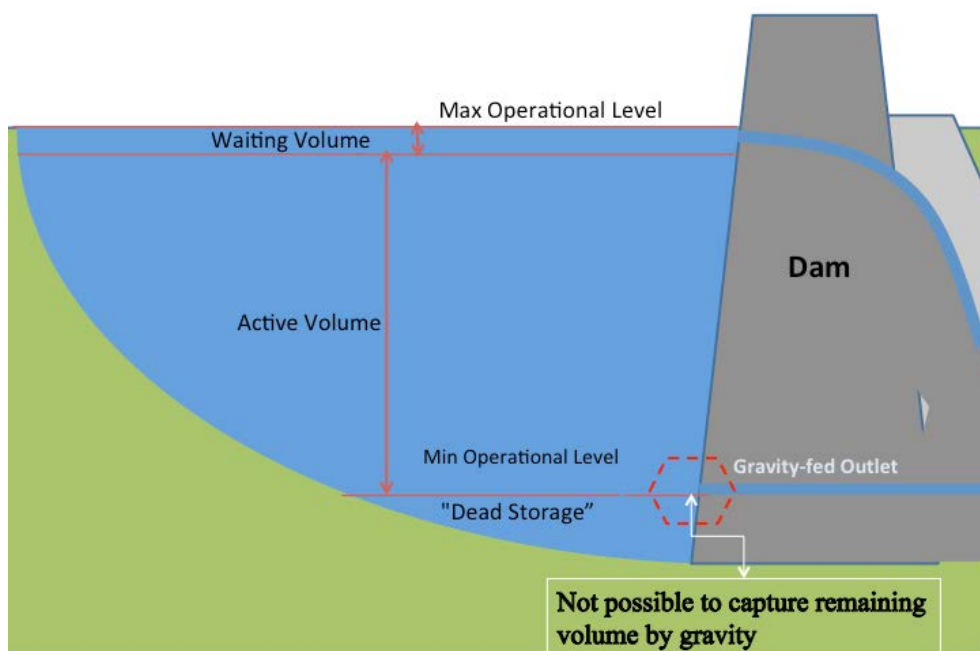 Max Operational Level
Waiting Volume
Dam
Active Volume
Min Operational Level
Gravity-fed Outlet
"Dead Storage”
Not possible to capture remaining
volume by gravity